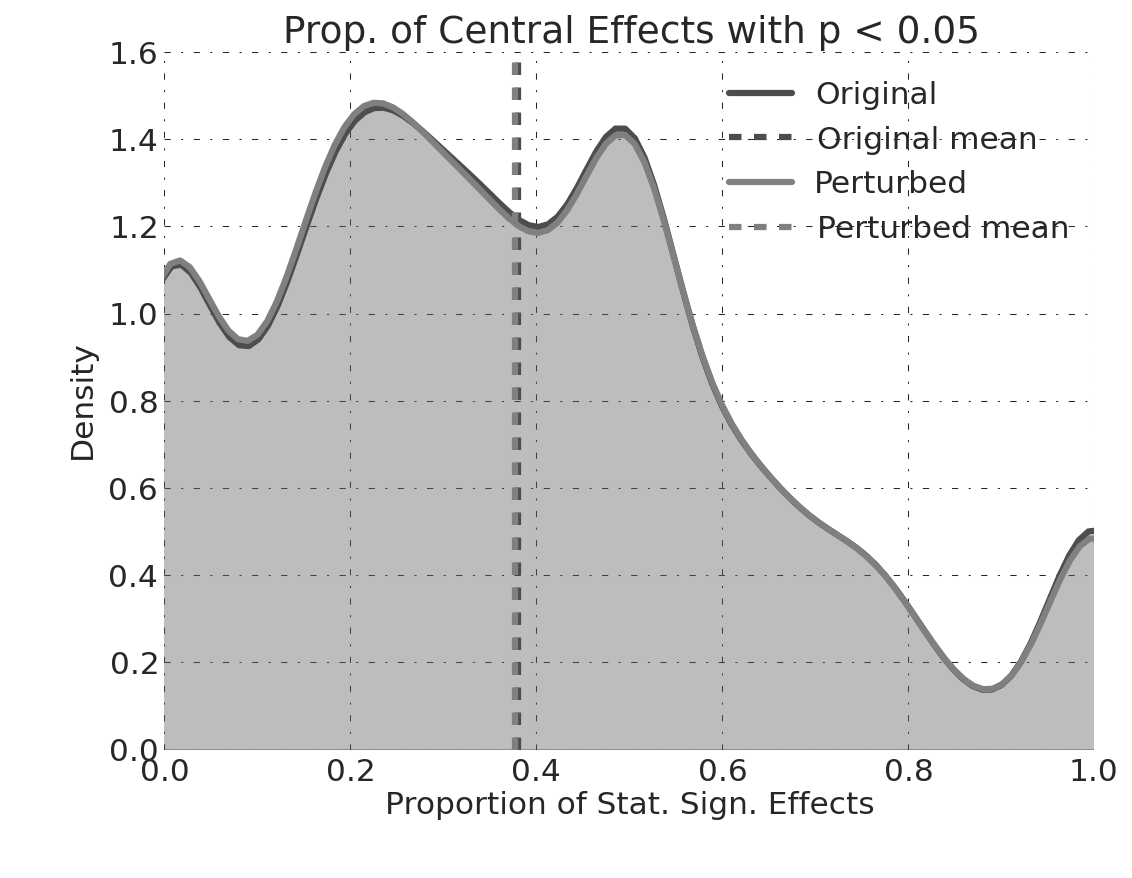 Prop. of Central Effects with p < 0.05
1.6
1.4
1.2
1.0
0.8
0.6
0.4
0.2
0.0
Density
Original
Original mean
Perturbed
Perturbed mean
0.0 0.2 0.4 0.6 0.8 1.0
Proportion of Stat. Sign. Effects